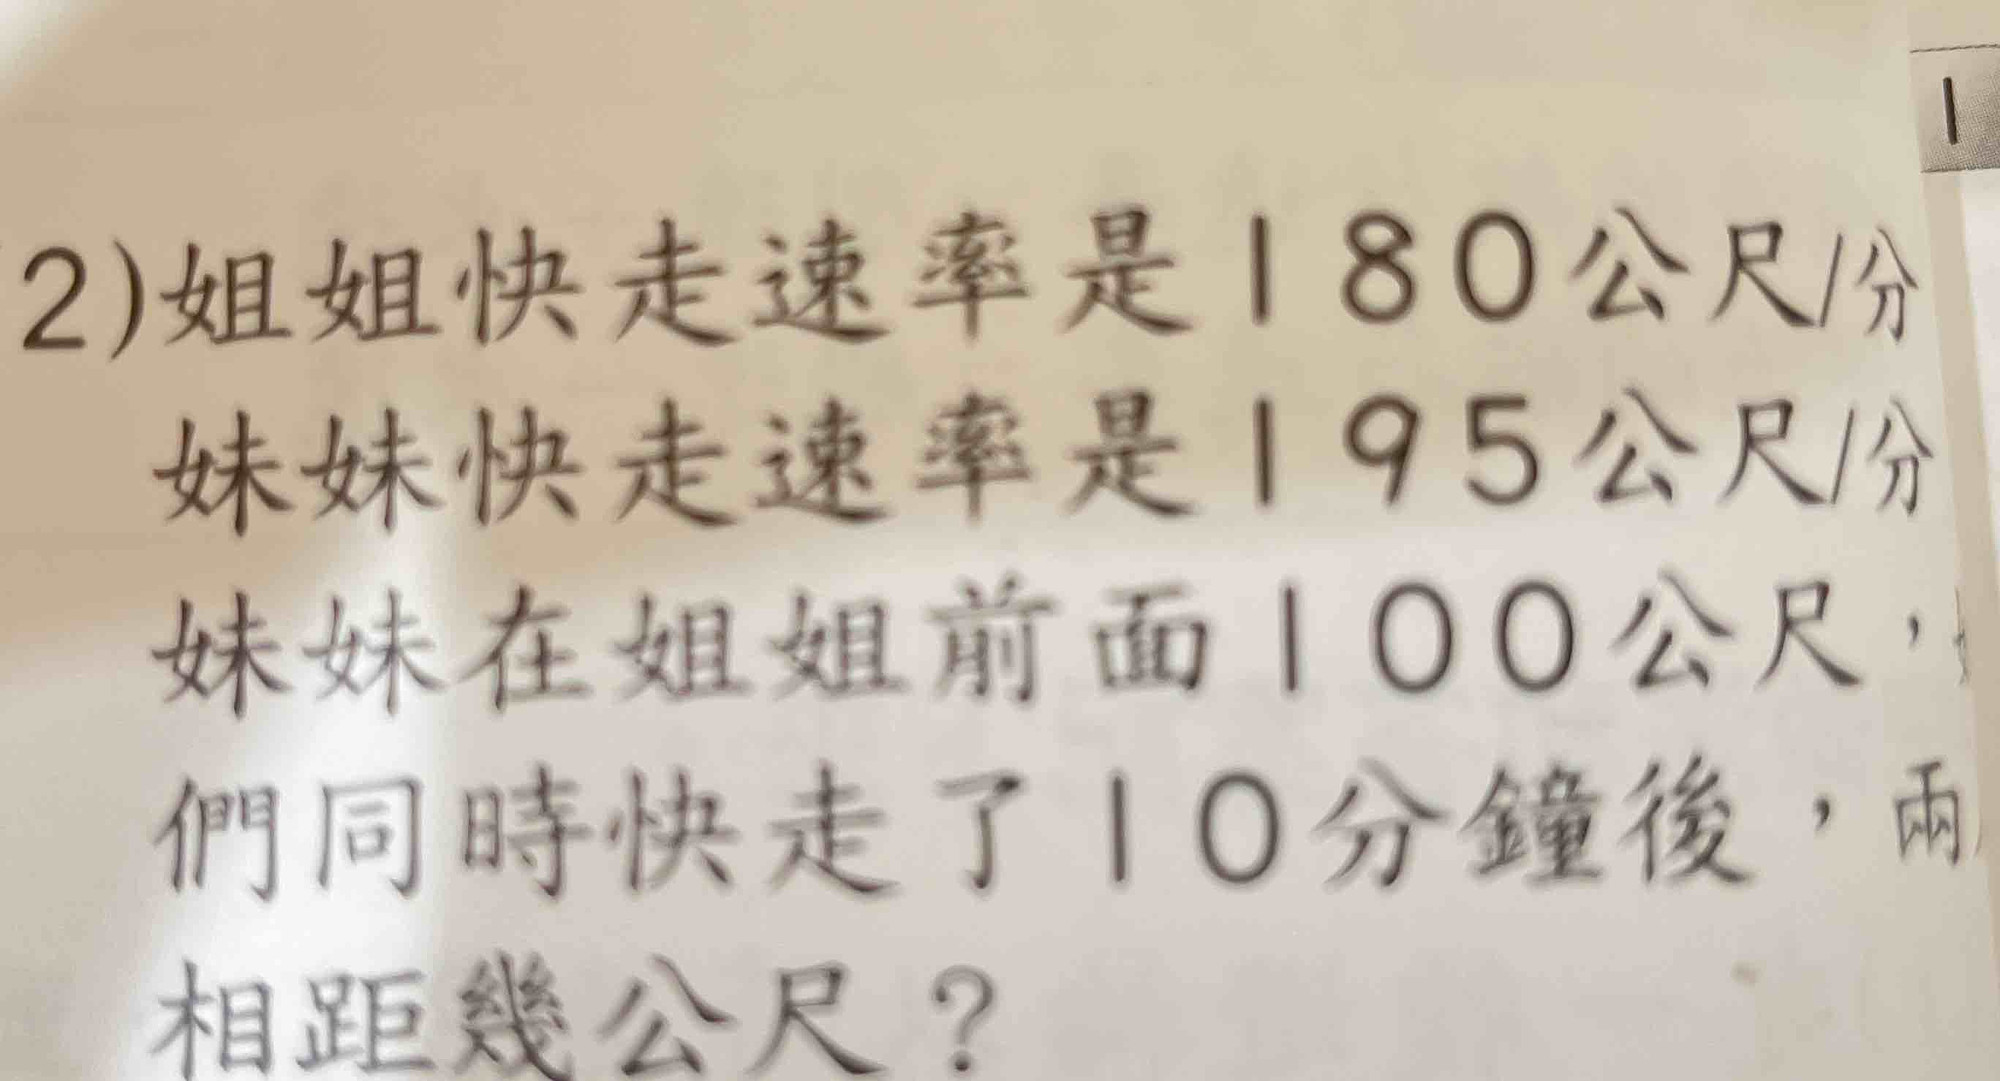 1
2)姐姐快走速率是180公尺/分
妹妹快走速率是195公尺/分
妹妹在姐姐前面100公尺，
們同時快走了10分鐘後，兩
相距幾公尺？